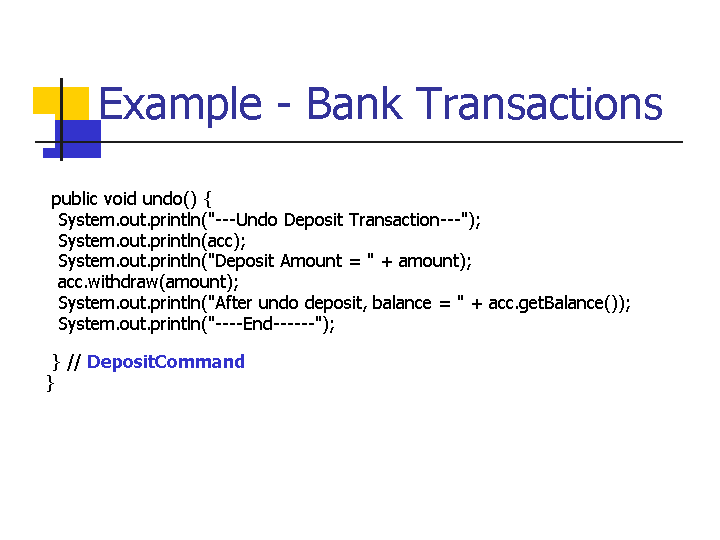 Example - Bank Transactions
public void undo() {
System.out.println("---Undo Deposit Transaction---");
System.out.println(acc);
System.out.println("Deposit Amount = " + amount);
acc.withdraw(amount);
System.out.println("After undo deposit, balance = " + acc.getBalance());
System.out.println("----End------");
} // DepositCommand
}